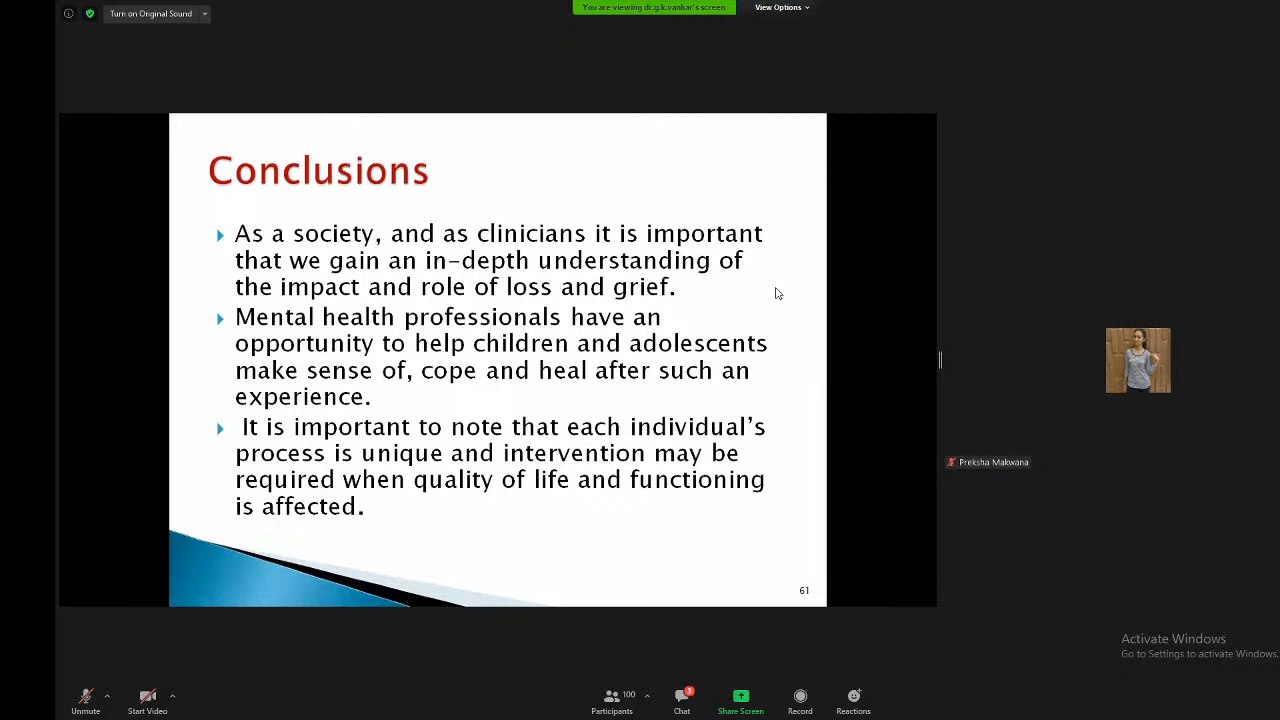 Turn on Original Sound
You are viewing dr.g.k.vankar's screen
View Options
Conclusions
As a society, and as clinicians it is important
that we gain an in-depth understanding of
the impact and role of loss and grief.
Mental health professionals have an
opportunity to help children and adolescents
make sense of, cope and heal after such an
experience.
It is important to note that each individual's
process is unique and intervention may be
required when quality of life and functioning
is affected.
61
Preksha Makwana
Activate Windows
Go to Settings to activate Windows.
Unmute
Start Video
100
Participants
3
Chat
Share Screen
Record
Reactions